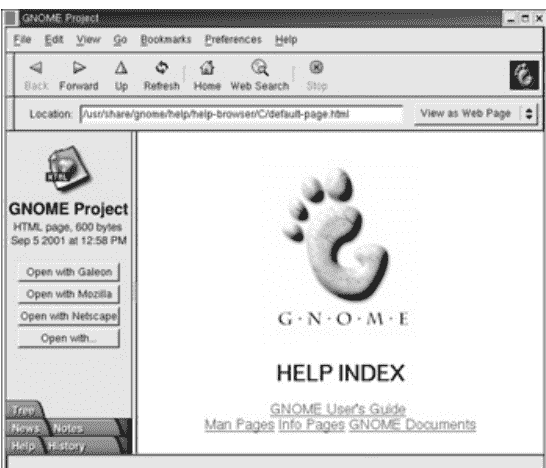 GNOME Project
File Edit View Go Bookmarks Preferences Help
Back Forward Up Refresh Home Web Search Stop
Location: /usr/share/gnome/help/help-browser/C/default-page.html View as Web Page
HTML
GNOME Project
HTML page, 600 bytes
Sep 5 2001 at 12:58 PM
Open with Galeon
Open with Mozilla
Open with Netscape
Open with...
Tree
News Notes
Help History
G·N·O·M·E
HELP INDEX
GNOME User's Guide
Man Pages Info Pages GNOME Documents